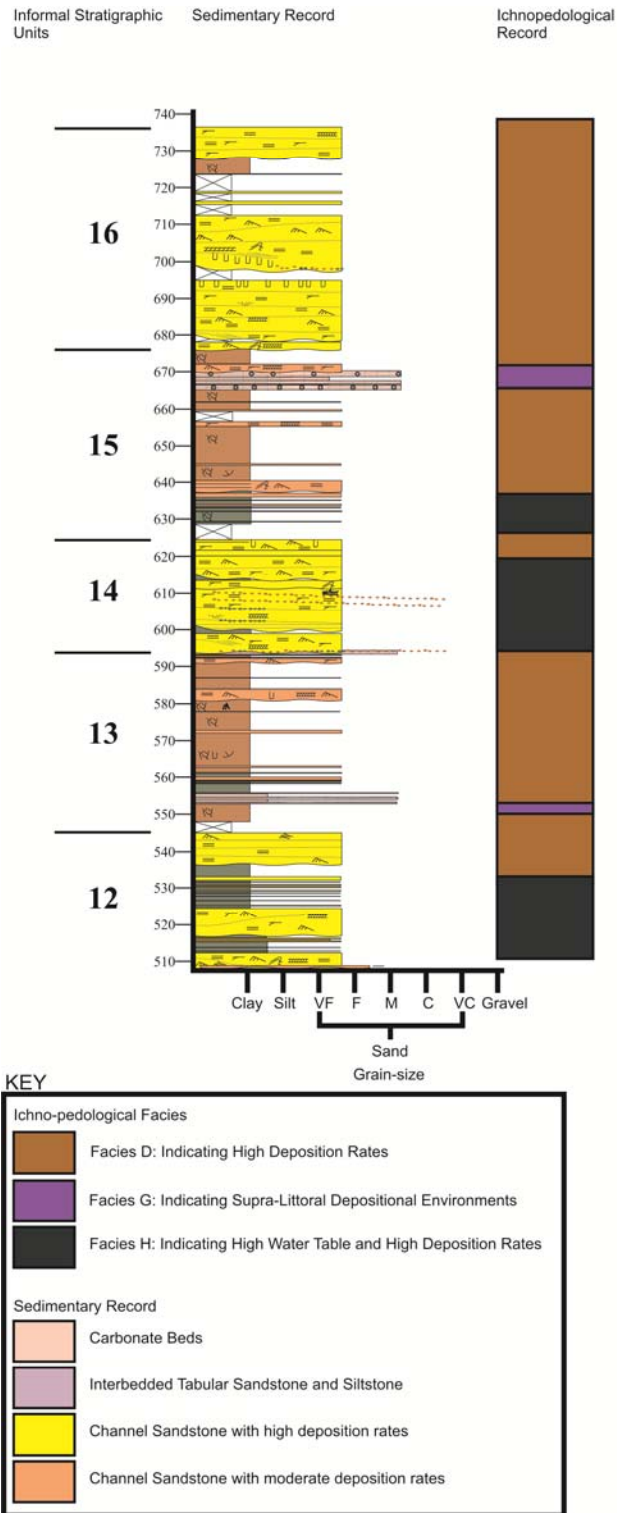 Informal Stratigraphic
Units
Sedimentary Record
Ichnopedological
Record
740
730
720
16
710
700
690
680
670
660
15
650
640
630
620
14
610
600
590
580
13
570
560
550
540
12
530
520
510
Clay Silt VF F M C VC Gravel
Sand
Grain-size
KEY
Ichno-pedological Facies
Facies D: Indicating High Deposition Rates
Facies G: Indicating Supra-Littoral Depositional Environments
Facies H: Indicating High Water Table and High Deposition Rates
Sedimentary Record
Carbonate Beds
Interbedded Tabular Sandstone and Siltstone
Channel Sandstone with high deposition rates
Channel Sandstone with moderate deposition rates